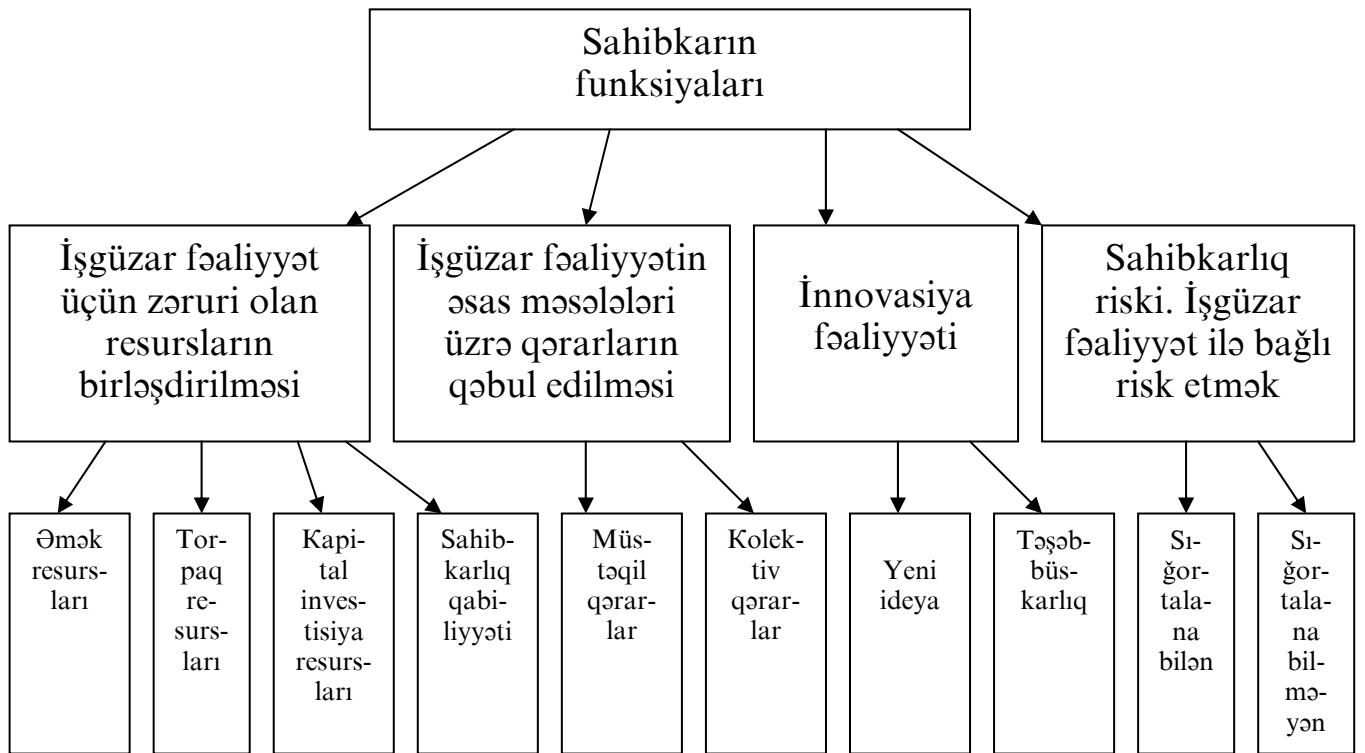 Sahibkarın
funksiyaları
İşgüzar fəaliyyət
üçün zəruri olan
resursların
birləşdirilməsi
İşgüzar fəaliyyətin
əsas məsələləri
üzrə qərarların
qəbul edilməsi
İnnovasiya
fəaliyyəti
Sahibkarlıq
riski. İşgüzar
fəaliyyət ilə bağlı
risk etmək
Əmək
resurs-
ları
Tor-
paq
re-
surs-
ları
Kapi-
tal
inves-
tisiya
resurs-
ları
Sahib-
karlıq
qabi-
liyyəti
Müs-
təqil
qərar-
lar
Kolek-
tiv
qərar-
lar
Yeni
ideya
Təşəb-
büs-
karlıq
Sı-
ğor-
tala-
na
bilən
Sı-
ğor-
tala-
na
bil-
mə-
yən